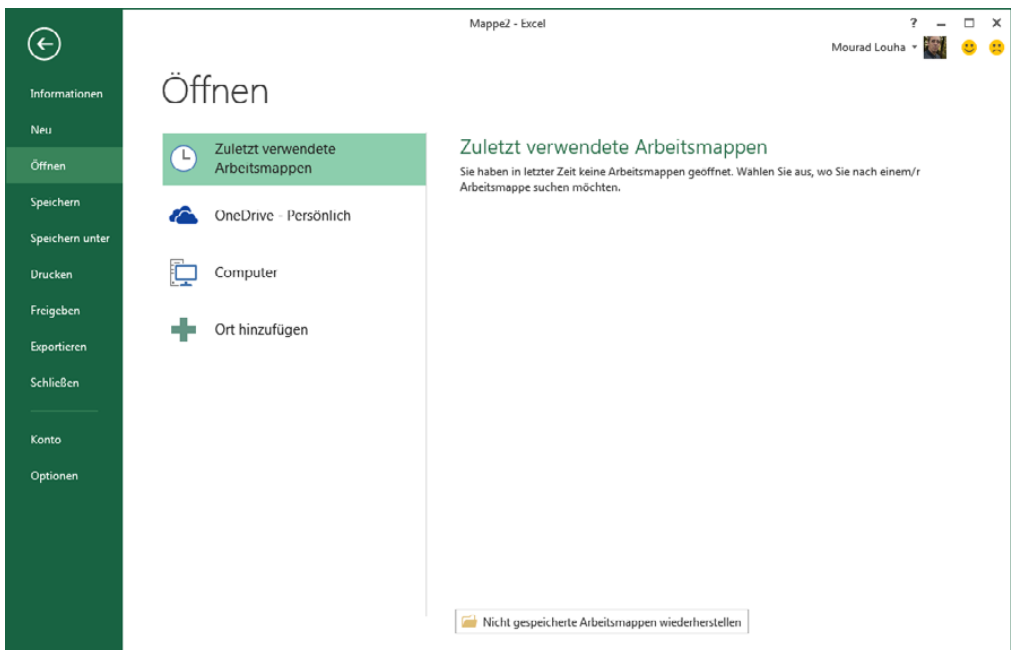 Mappe2 - Excel
?
Mourad Louha
Informationen
Neu
Öffnen
Speichern
Speichern unter
Drucken
Freigeben
Exportieren
Schließen
Konto
Optionen
Öffnen
Zuletzt verwendete
Arbeitsmappen
OneDrive - Persönlich
Computer
Ort hinzufügen
Zuletzt verwendete Arbeitsmappen
Sie haben in letzter Zeit keine Arbeitsmappen geöffnet. Wählen Sie aus, wo Sie nach einem/r
Arbeitsmappe suchen möchten.
Nicht gespeicherte Arbeitsmappen wiederherstellen